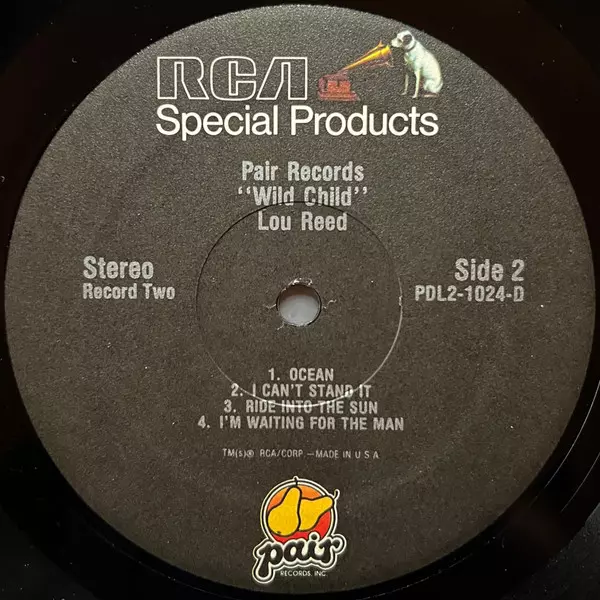 RCA
Special Products
Pair Records
"Wild Child"
Lou Reed
Stereo
Record Two
Side 2
PDL2-1024-D
1. OCEAN
2. I CAN'T STAND IT
3. RIDE INTO THE SUN
4. I'M WAITING FOR THE MAN
TM(s)® RCA/CORP.—MADE IN U S A
pair
RECORDS, INC.